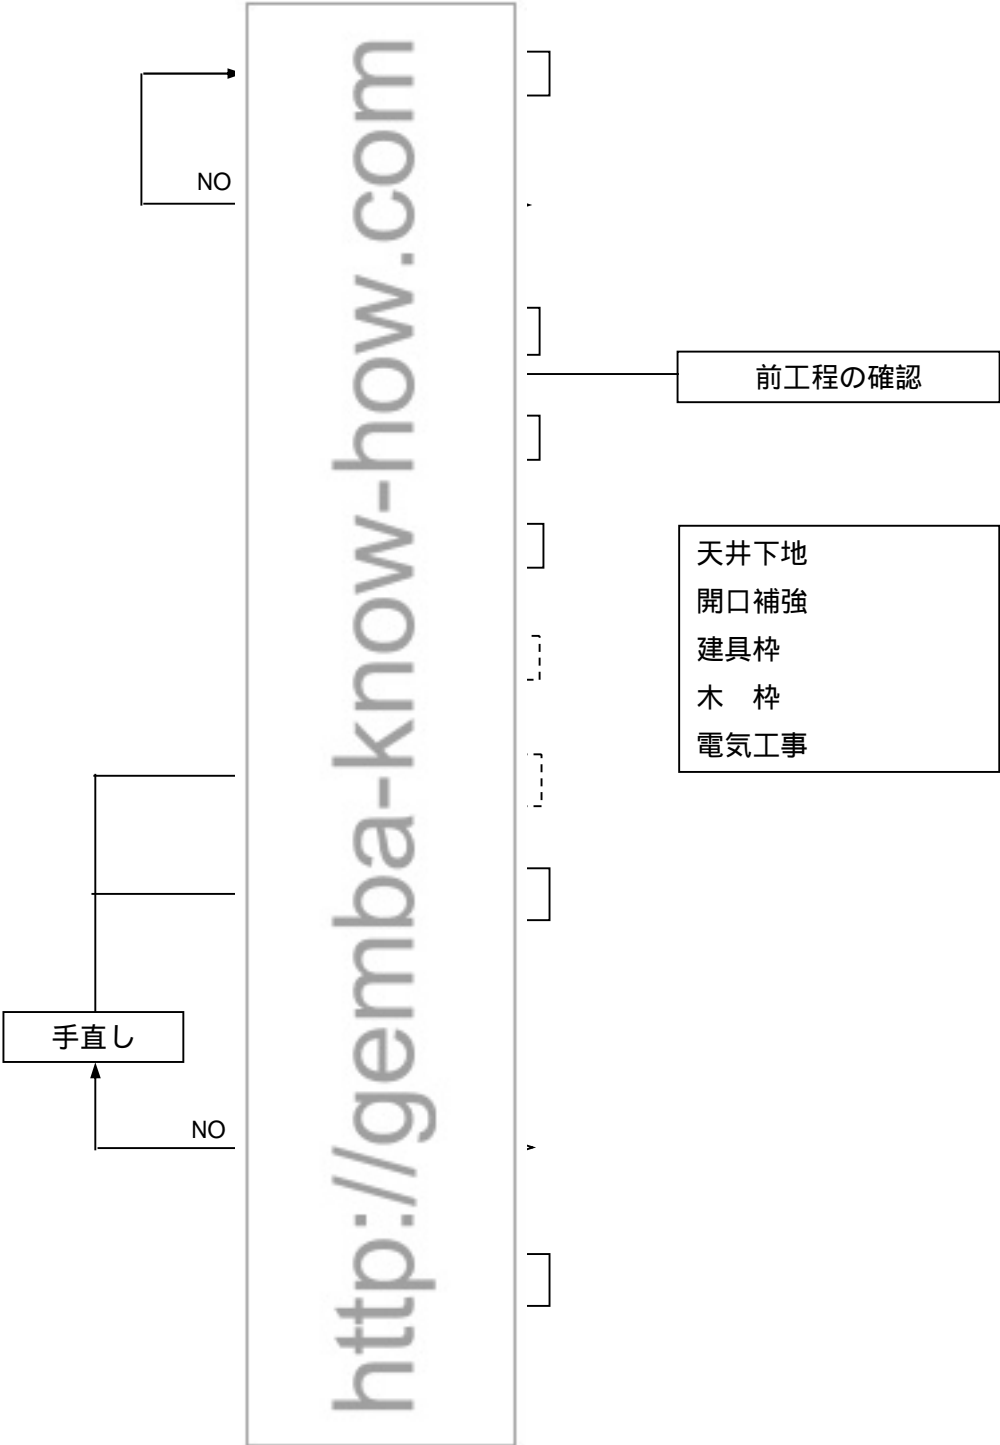 http://gemba-know-how.com
NO
前工程の確認
天井下地
開口補強
建具枠
木　枠
電気工事
手直し
NO